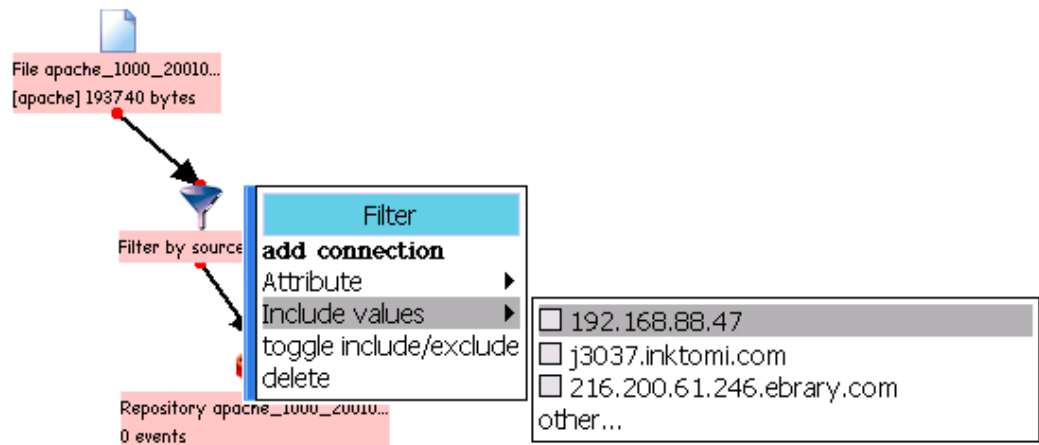 File apache_1000_20010...
[apache] 193740 bytes
Filter by source
Filter
add connection
Attribute
Include values
toggle include/exclude
delete
192.168.88.47
j3037.inktomi.com
216.200.61.246.ebrary.com
other...
Repository apache_1000_20010...
0 events